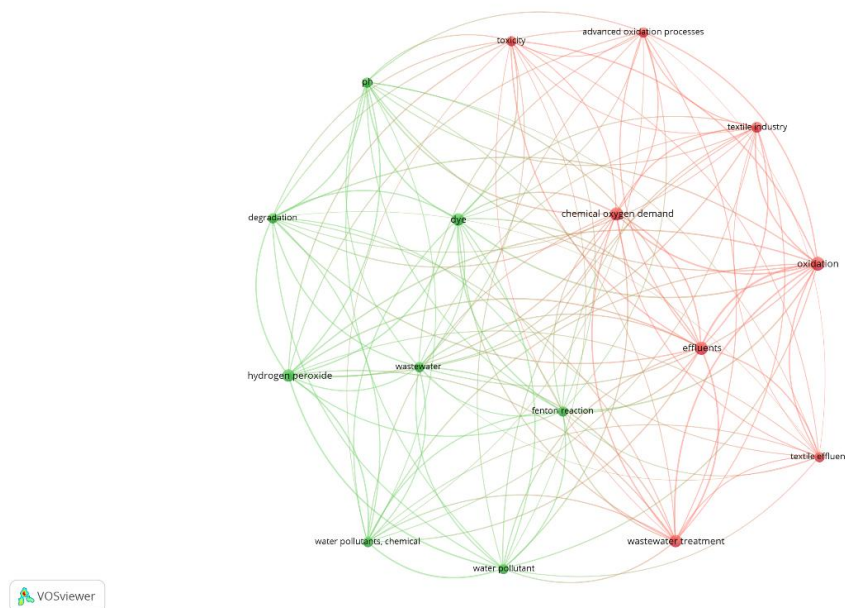 advanced oxidation processes
toxicity
ph
textile industry
chemical oxygen demand
degradation
dye
oxidation
effluents
wastewater
hydrogen peroxide
fenton reaction
textile effluen
water pollutants, chemical
wastewater treatment
water pollutant
VOSviewer